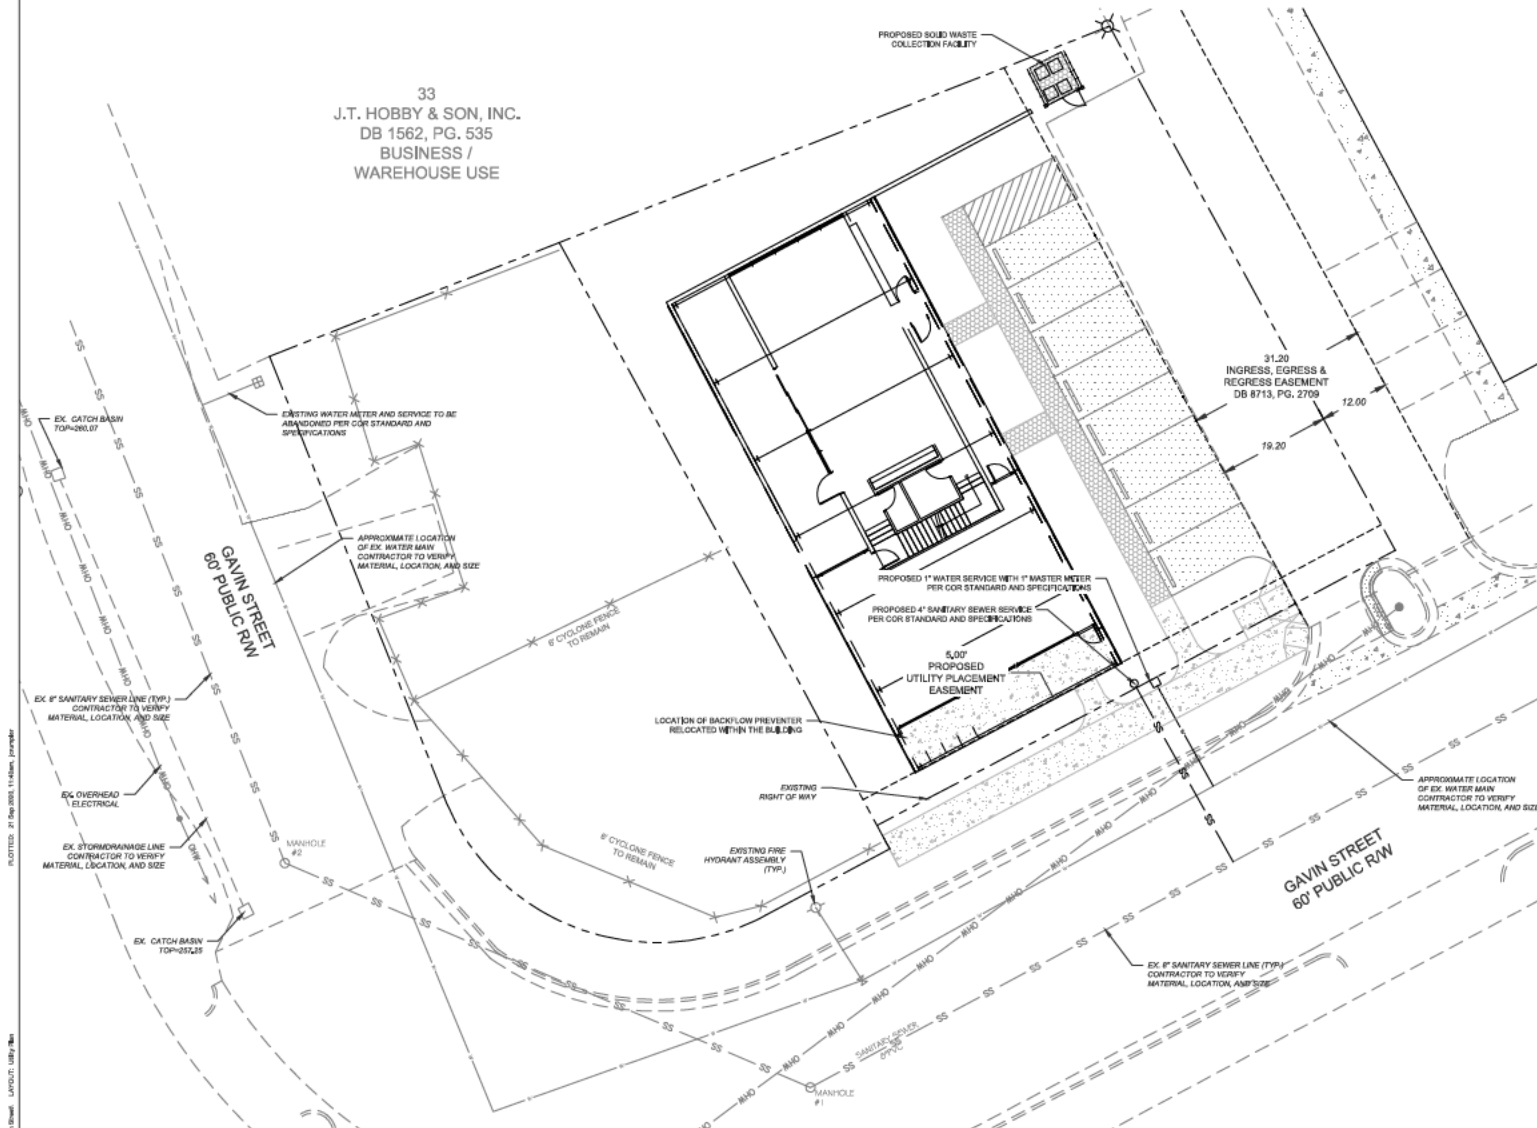 PROPOSED SOLID WASTE
COLLECTION FACILITY
33
J.T. HOBBY & SON, INC.
DB 1562, PG. 535
BUSINESS /
WAREHOUSE USE
31.20
INGRESS, EGRESS &
REGRESS EASEMENT
DB 8713, PG. 2709
12.00
19.20
EX. CATCH BASIN
TOP=260.07
EXISTING WATER METER AND SERVICE TO BE
ABANDONED PER COR STANDARD AND
SPECIFICATIONS
APPROXIMATE LOCATION
OF EX. WATER MAIN
CONTRACTOR TO VERIFY
MATERIAL, LOCATION, AND SIZE
GAVIN STREET
60' PUBLIC R/W
PROPOSED 1" WATER SERVICE WITH 1" MASTER METER
PER COR STANDARD AND SPECIFICATIONS
PROPOSED 4" SANITARY SEWER SERVICE
PER COR STANDARD AND SPECIFICATIONS
6' CYCLONE FENCE
TO REMAIN
5.00'
PROPOSED
UTILITY PLACEMENT
EASEMENT
EX. 8" SANITARY SEWER LINE (TYP.)
CONTRACTOR TO VERIFY
MATERIAL, LOCATION, AND SIZE
LOCATION OF BACKFLOW PREVENTER
RELOCATED WITHIN THE BUILDING
EX. OVERHEAD
ELECTRICAL
EXISTING
RIGHT OF WAY
APPROXIMATE LOCATION
OF EX. WATER MAIN
CONTRACTOR TO VERIFY
MATERIAL, LOCATION, AND SIZE
EX. STORMDRAINAGE LINE
CONTRACTOR TO VERIFY
MATERIAL, LOCATION, AND SIZE
MANHOLE
#2
6' CYCLONE FENCE
TO REMAIN
EXISTING FIRE
HYDRANT ASSEMBLY
(TYP.)
GAVIN STREET
60' PUBLIC R/W
EX. CATCH BASIN
TOP=257.25
EX. 8" SANITARY SEWER LINE (TYP.)
CONTRACTOR TO VERIFY
MATERIAL, LOCATION, AND SIZE
SANITARY SEWER
MANHOLE
#1
SS
OHW
LAYOUT: Utility Plan